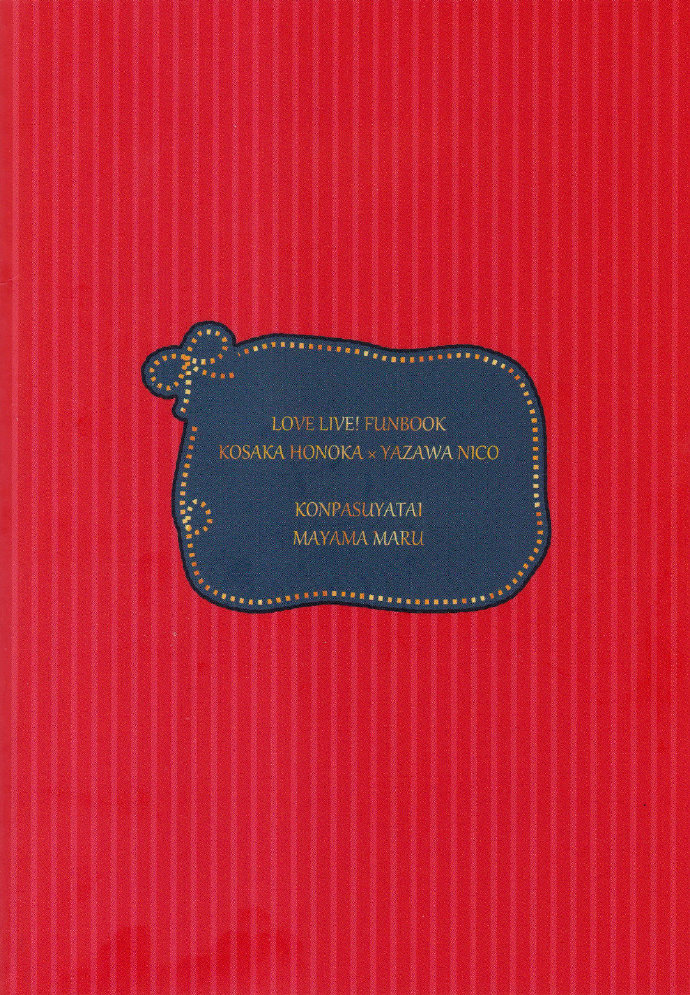 LOVE LIVE! FUNBOOK
KOSAKA HONOKA × YAZAWA NICO
KONPASUYATAI
MAYAMA MARU